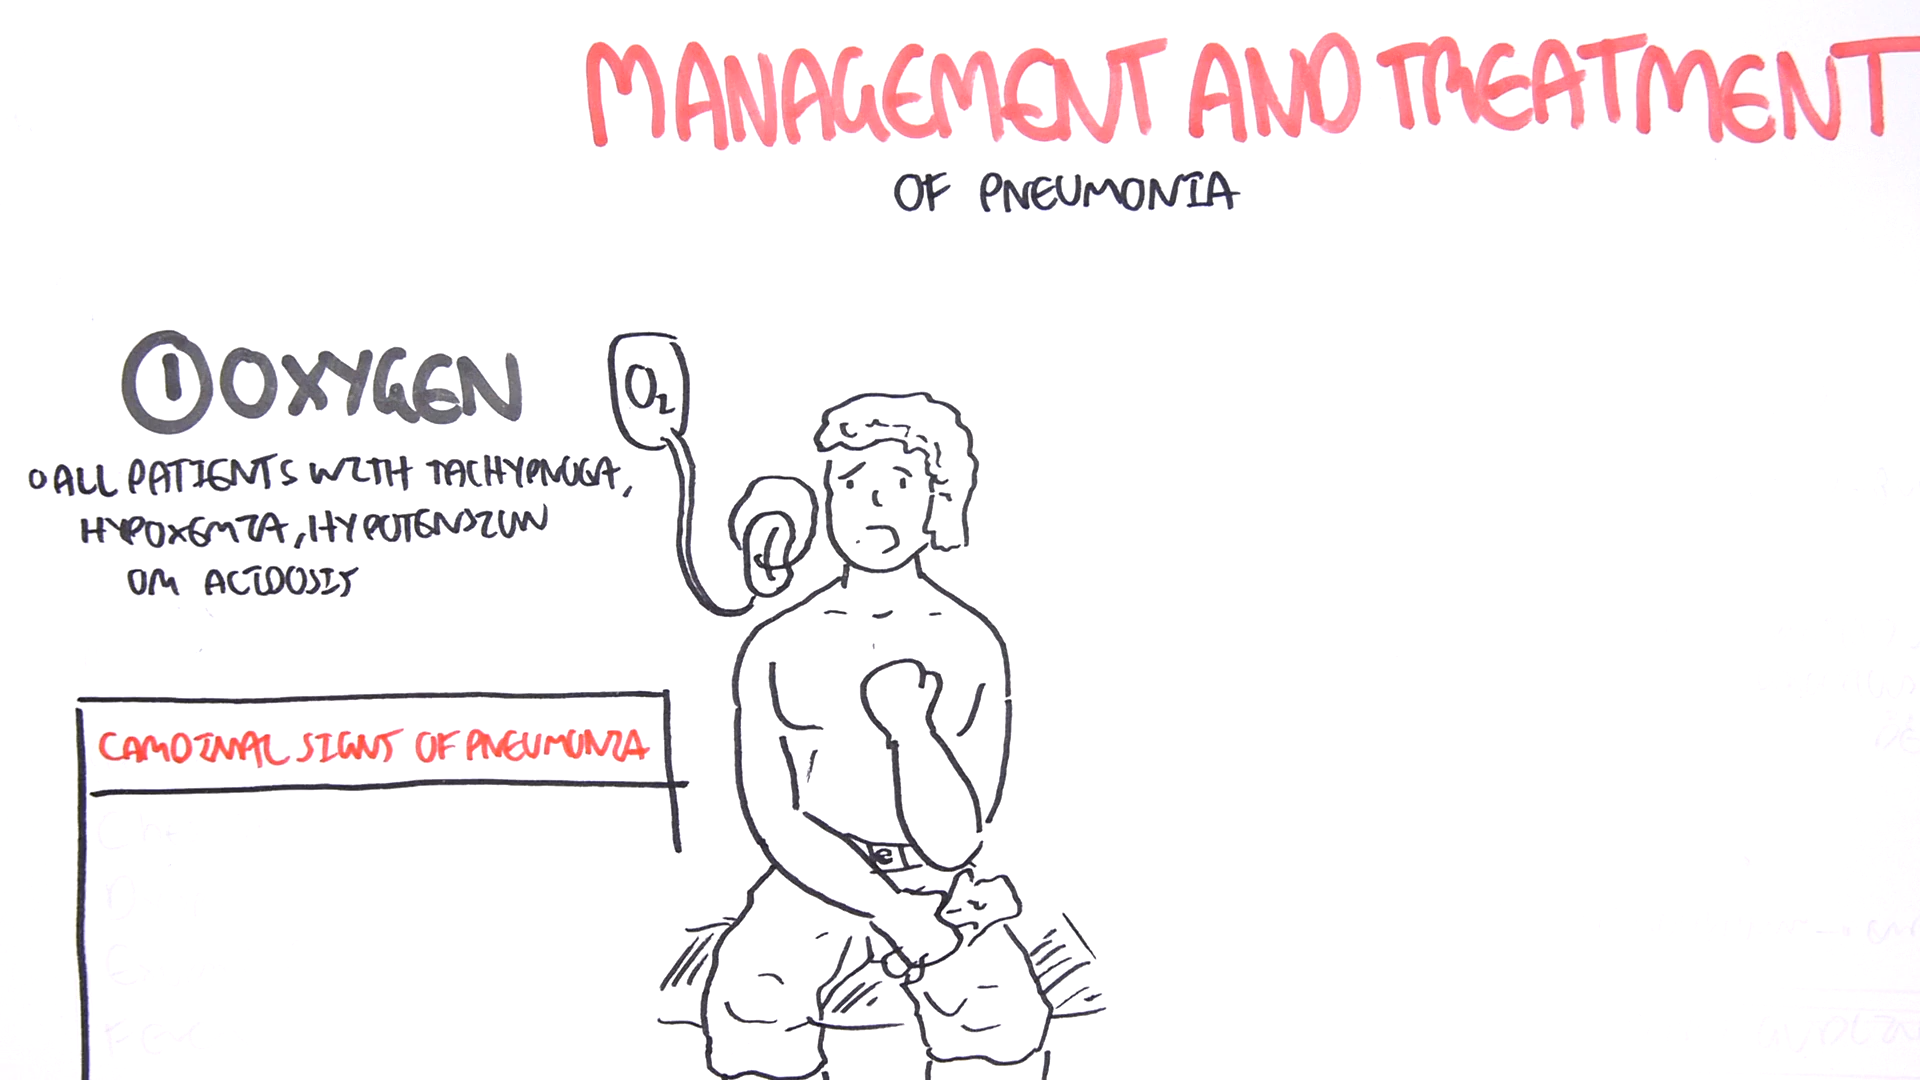 MANAGEMENT AND TREATMENT
OF PNEUMONIA
① OXYGEN
O2
ALL PATIENTS WITH TACHYPNOEA,
HYPOXEMIA, HYPOTENSION
OR ACIDOSIS
CARDINAL SIGNS OF PNEUMONIA